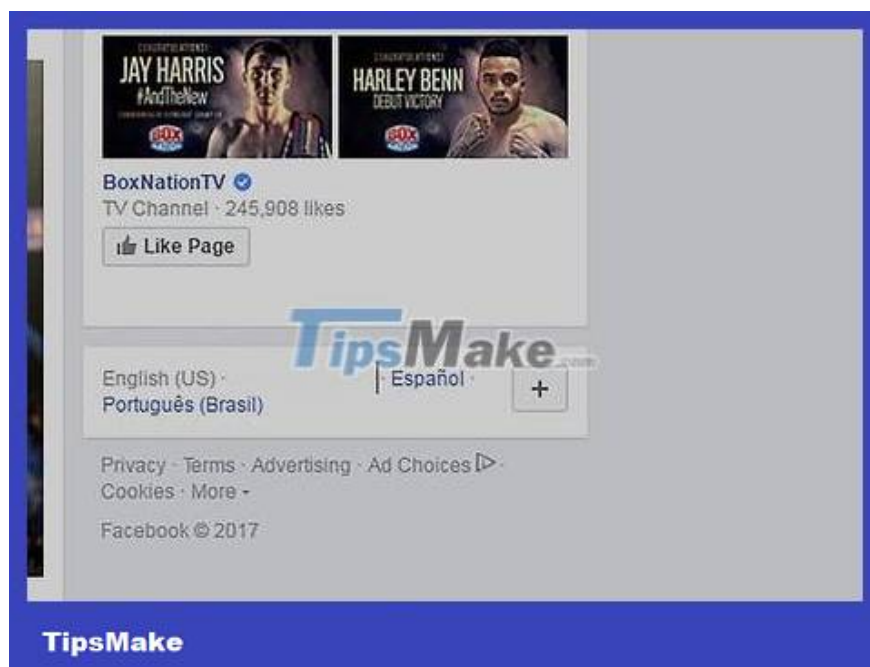 CONGRATULATIONS!
JAY HARRIS
#AndTheNew
BOX
NATION
CONGRATULATIONS!
HARLEY BENN
DEBUT VICTORY
BOX
NATION
BoxNationTV
TV Channel · 245,908 likes
Like Page
TipsMake.com
English (US) · · Español ·
Português (Brasil)
+
Privacy · Terms · Advertising · Ad Choices ·
Cookies · More
Facebook © 2017
TipsMake